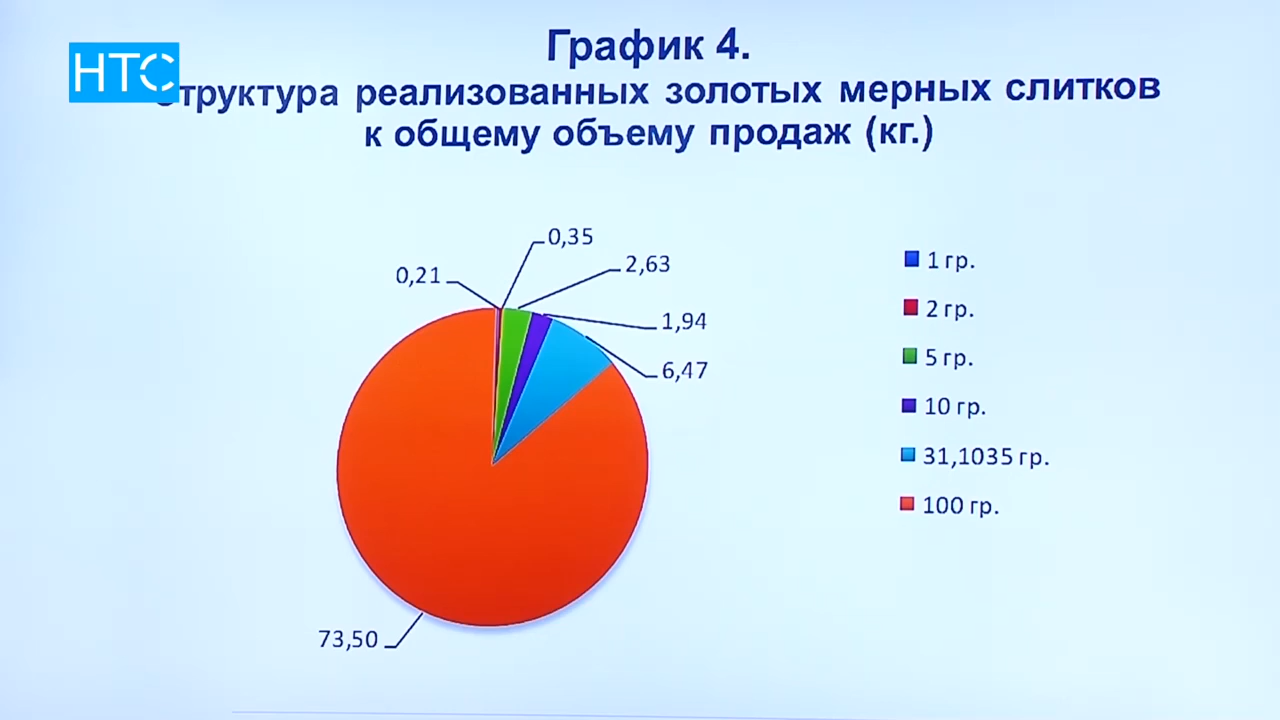 НТС
График 4.
Структура реализованных золотых мерных слитков
к общему объему продаж (кг.)
0,35
2,63
0,21
1,94
6,47
73,50
1 гр.
2 гр.
5 гр.
10 гр.
31,1035 гр.
100 гр.